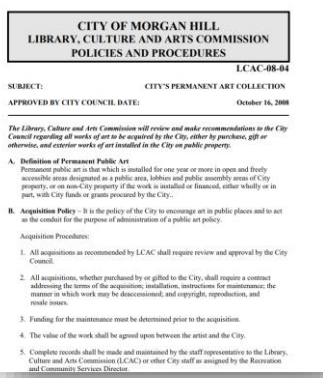 CITY OF MORGAN HILL
LIBRARY, CULTURE AND ARTS COMMISSION
POLICIES AND PROCEDURES
LCAC-08-04
SUBJECT: CITY'S PERMANENT ART COLLECTION
APPROVED BY CITY COUNCIL DATE: October 16, 2008
The Library, Culture and Arts Commission will review and make recommendations to the City
Council regarding all works of art to be acquired by the City, either by purchase, gift or
otherwise, and exterior works of art installed in the City on public property.
A. Definition of Permanent Public Art
Permanent public art is that which is installed for one year or more in open and freely
accessible areas designated as a public area, lobbies and public assembly areas of City
property, or on non-City property if the work is installed or financed, either wholly or in
part, with City funds or grants procured by the City..
B. Acquisition Policy – It is the policy of the City to encourage art in public places and to act
as the conduit for the purpose of administration of a public art policy.
Acquisition Procedures:
1. All acquisitions as recommended by LCAC shall require review and approval by the City
Council.
2. All acquisitions, whether purchased by or gifted to the City, shall require a contract
addressing the terms of the acquisition; installation, instructions for maintenance; the
manner in which work may be deaccessioned; and copyright, reproduction, and
resale issues.
3. Funding for the maintenance must be determined prior to the acquisition.
4. The value of the work shall be agreed upon between the artist and the City.
5. Complete records shall be made and maintained by the staff representative to the Library,
Culture and Arts Commission (LCAC) or other City staff as assigned by the Recreation
and Community Services Director.